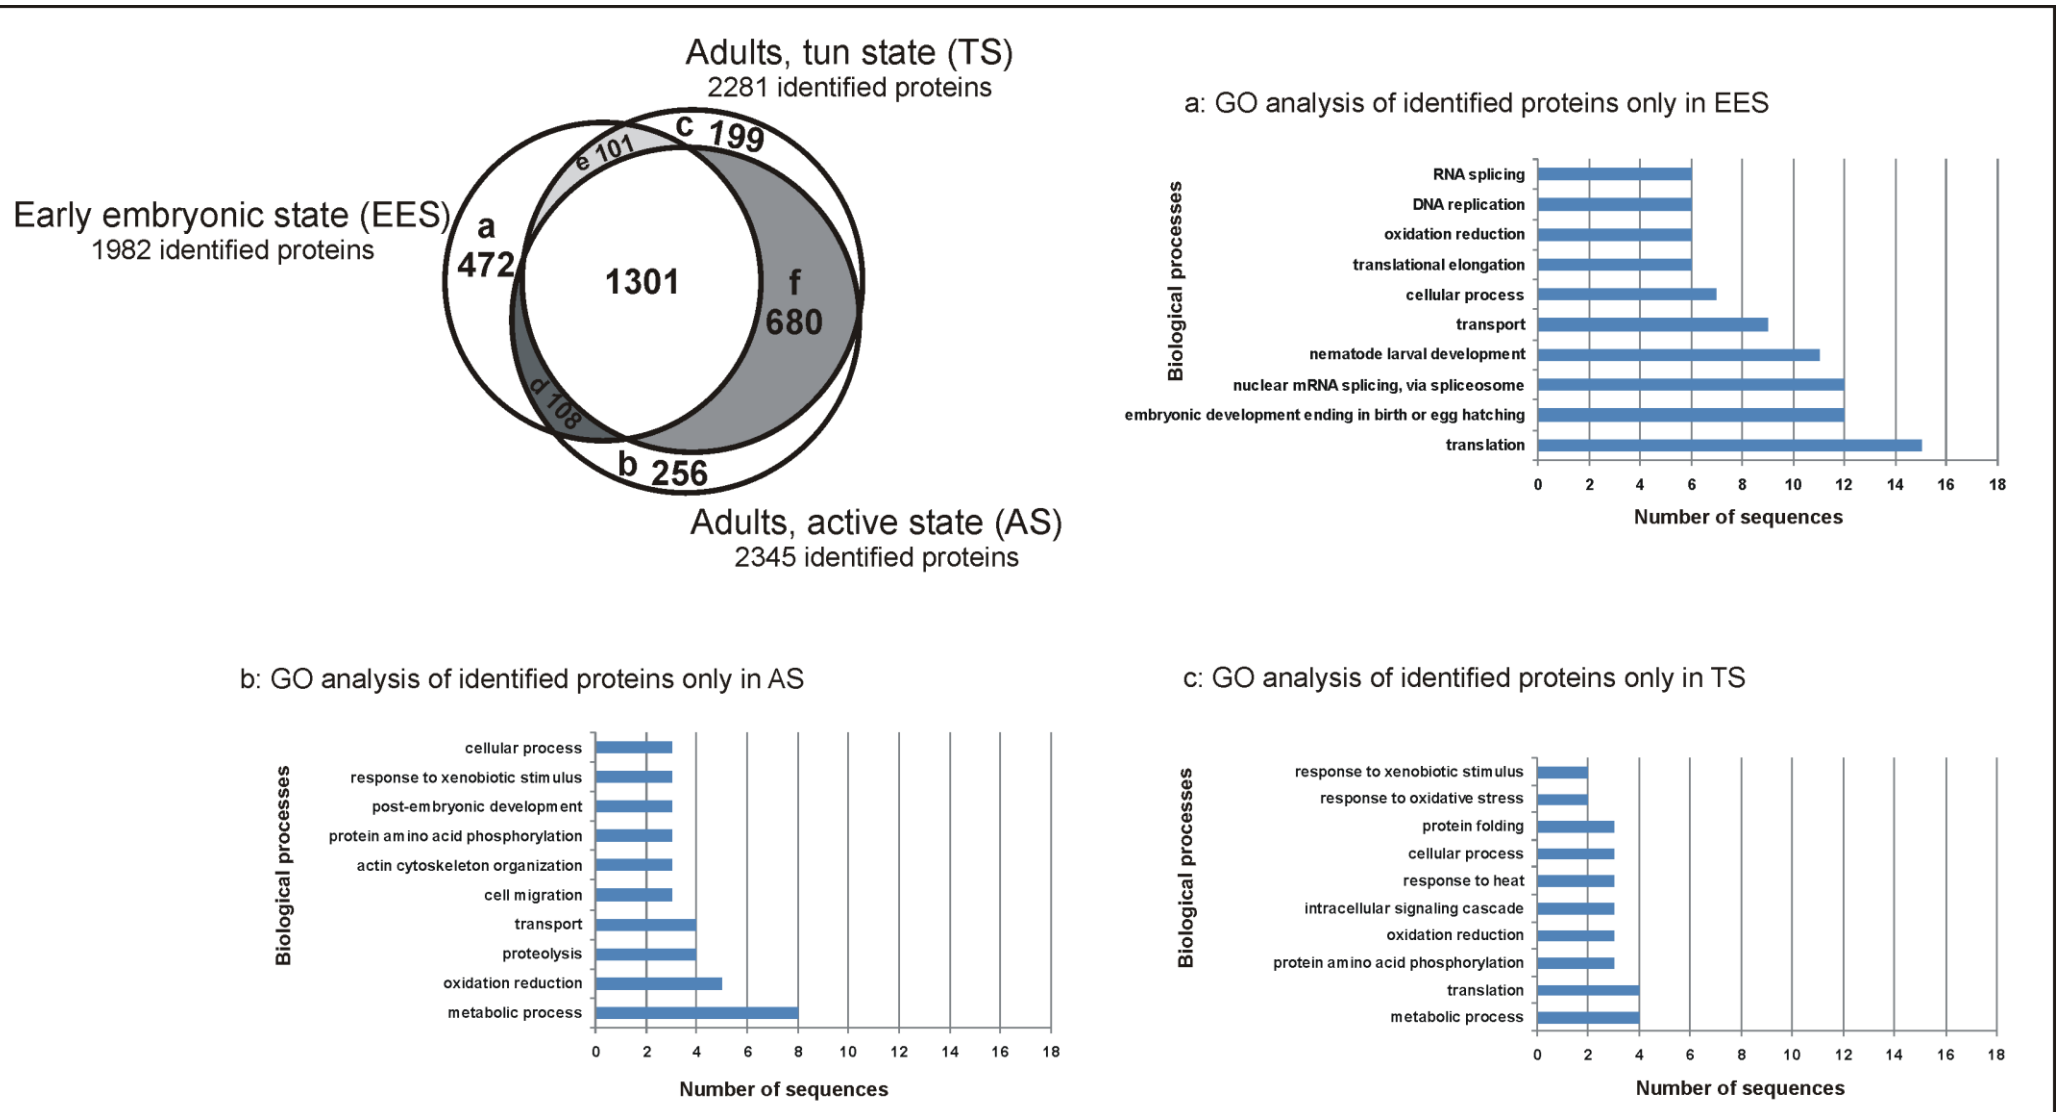 Adults, tun state (TS)
2281 identified proteins
c 199
e 101
Early embryonic state (EES)
1982 identified proteins
a
472
1301
f
680
d 108
b 256
Adults, active state (AS)
2345 identified proteins
a: GO analysis of identified proteins only in EES
Biological processes
RNA splicing
DNA replication
oxidation reduction
translational elongation
cellular process
transport
nematode larval development
nuclear mRNA splicing, via spliceosome
embryonic development ending in birth or egg hatching
translation
0 2 4 6 8 10 12 14 16 18
Number of sequences
b: GO analysis of identified proteins only in AS
Biological processes
cellular process
response to xenobiotic stimulus
post-embryonic development
protein amino acid phosphorylation
actin cytoskeleton organization
cell migration
transport
proteolysis
oxidation reduction
metabolic process
0 2 4 6 8 10 12 14 16 18
Number of sequences
c: GO analysis of identified proteins only in TS
Biological processes
response to xenobiotic stimulus
response to oxidative stress
protein folding
cellular process
response to heat
intracellular signaling cascade
oxidation reduction
protein amino acid phosphorylation
translation
metabolic process
0 2 4 6 8 10 12 14 16 18
Number of sequences